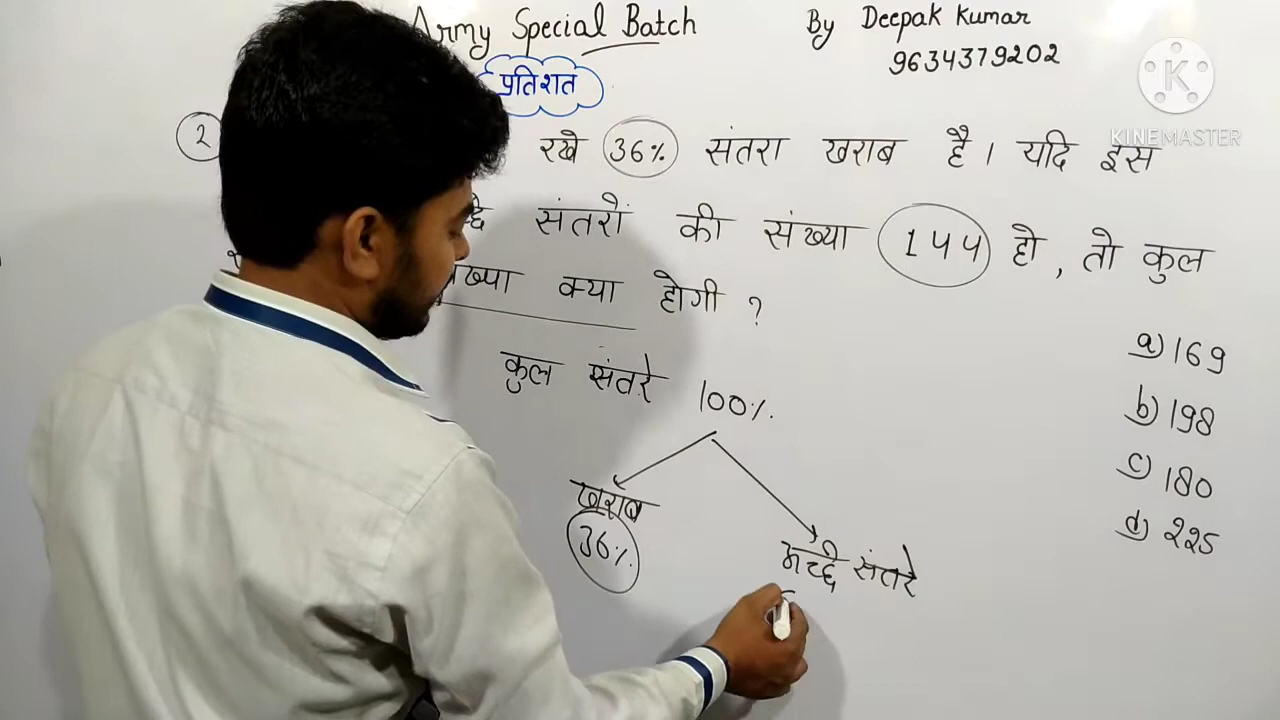 Army Special Batch
By Deepak Kumar
9634379202
प्रतिशत
KINEMASTER
2 रखे 36% संतरा खराब है । यदि इस
संतरों की संख्या 144 हो , तो कुल
क्या होगी ?
a) 169
b) 198
c) 180
d) 225
कुल संतरे 100%
खराब
36%
अच्छे संतरे